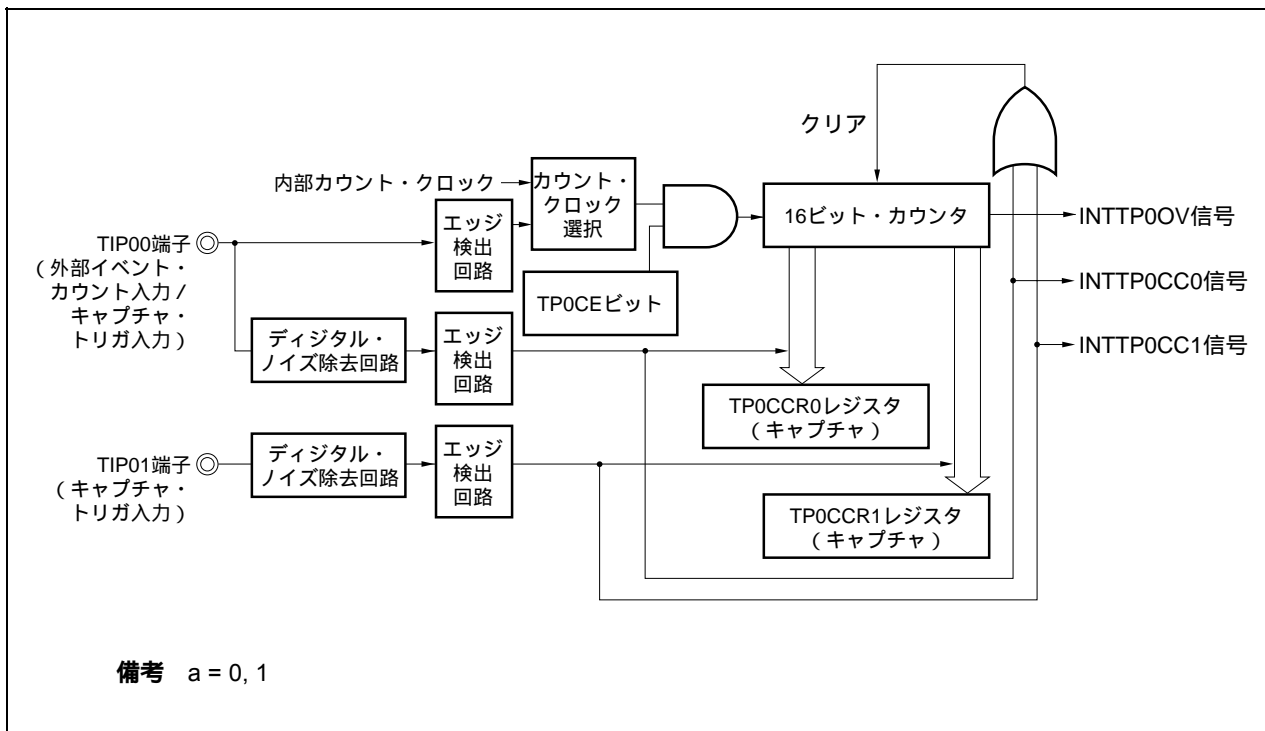 クリア
内部カウント・クロック
カウント・
クロック
選択
16ビット・カウンタ
INTTP0OV信号
TIP00端子
(外部イベント・
カウント入力/
キャプチャ・
トリガ入力)
エッジ
検出
回路
TP0CEビット
INTTP0CC0信号
ディジタル・
ノイズ除去回路
エッジ
検出
回路
INTTP0CC1信号
TP0CCR0レジスタ
(キャプチャ)
TIP01端子
(キャプチャ・
トリガ入力)
ディジタル・
ノイズ除去回路
エッジ
検出
回路
TP0CCR1レジスタ
(キャプチャ)
備考 a = 0, 1